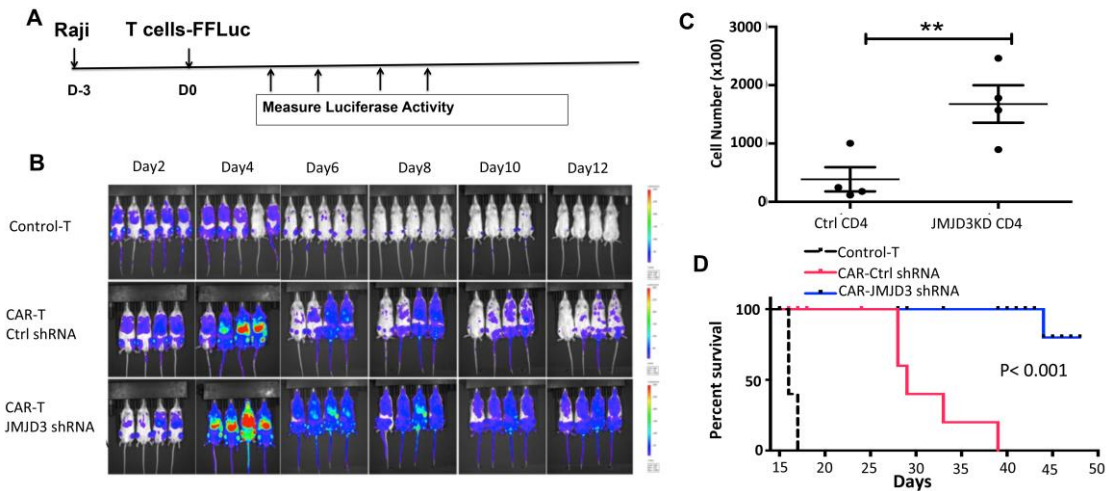 A
Raji
T cells-FFLuc
D-3
D0
Measure Luciferase Activity
B
Day2 Day4 Day6 Day8 Day10 Day12
Control-T
CAR-T
Ctrl shRNA
CAR-T
JMJD3 shRNA
C
**
Cell Number (x100)
3000
2000
1000
0
Ctrl CD4
JMJD3KD CD4
D
Control-T
CAR-Ctrl shRNA
CAR-JMJD3 shRNA
Percent survival
100
50
0
P< 0.001
15 20 25 30 35 40 45 50
Days